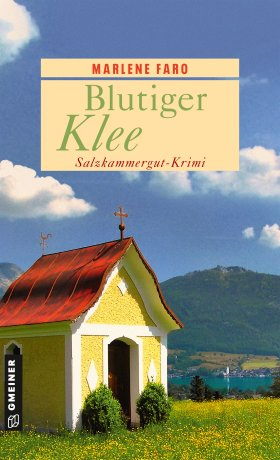 MARLENE FARO
Blutiger
Klee
Salzkammergut-Krimi
GMEINER